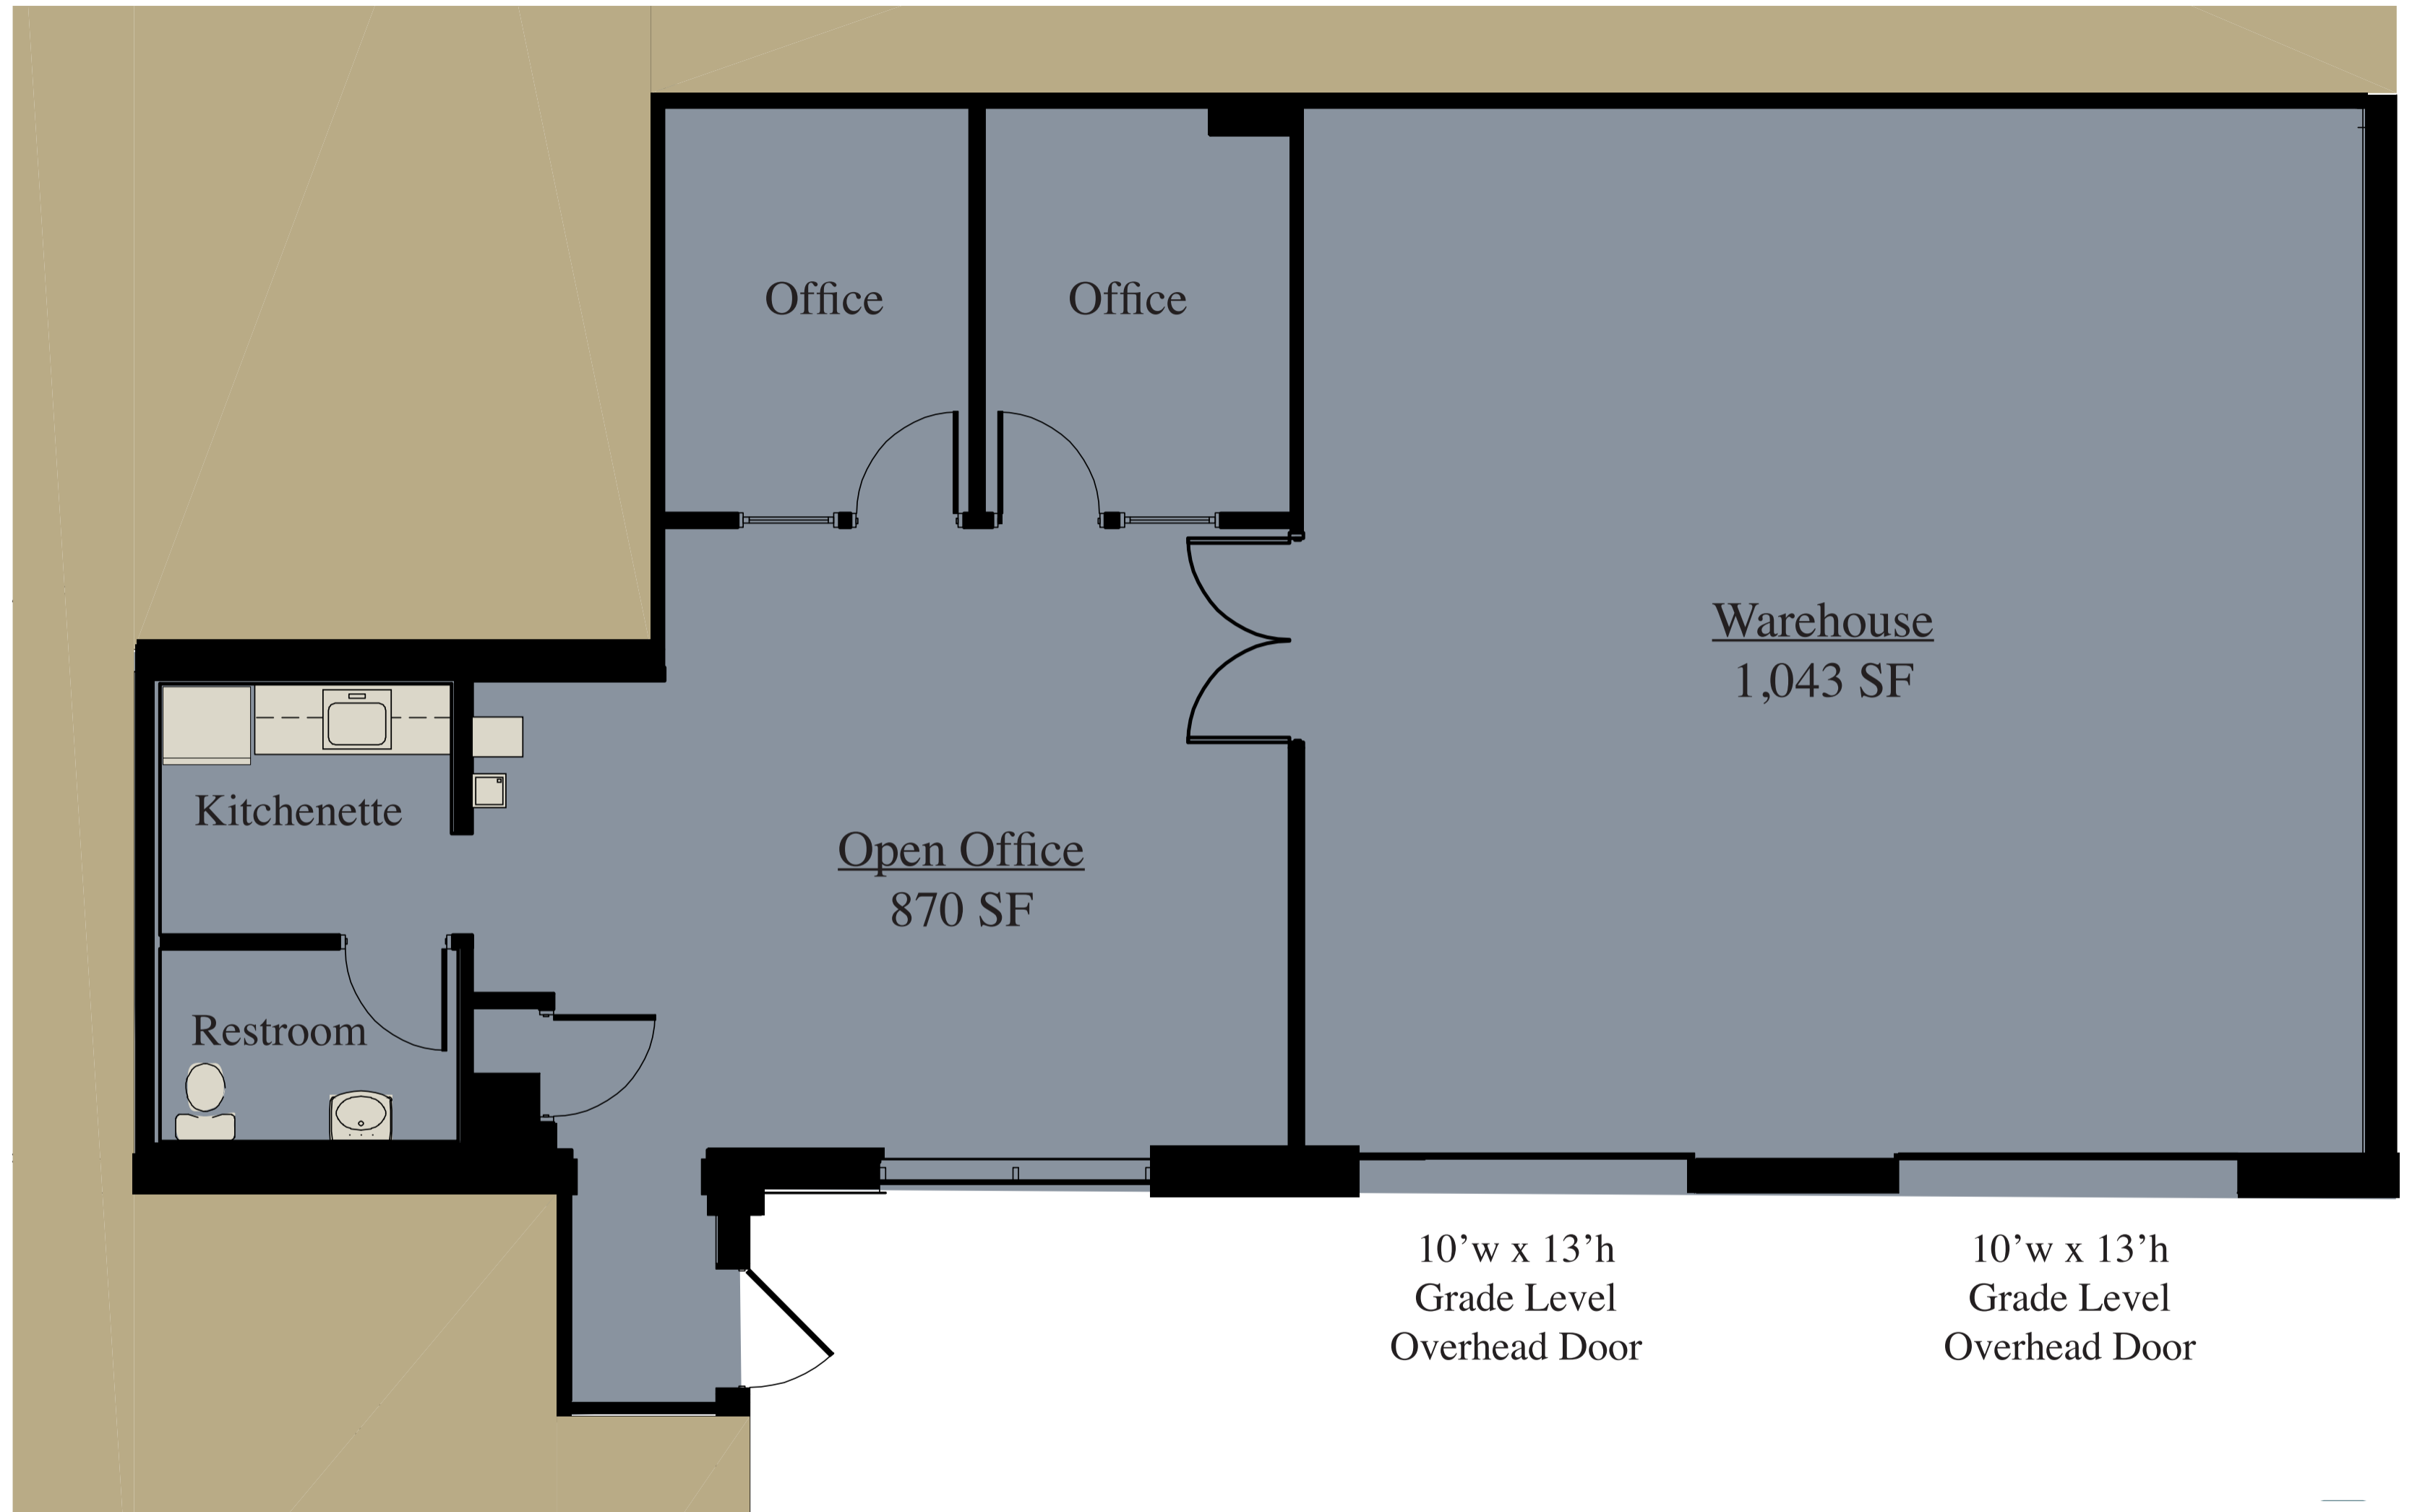 Office
Office
Warehouse
1,043 SF
Kitchenette
Open Office
870 SF
Restroom
10’w x 13’h
Grade Level
Overhead Door
10’w x 13’h
Grade Level
Overhead Door